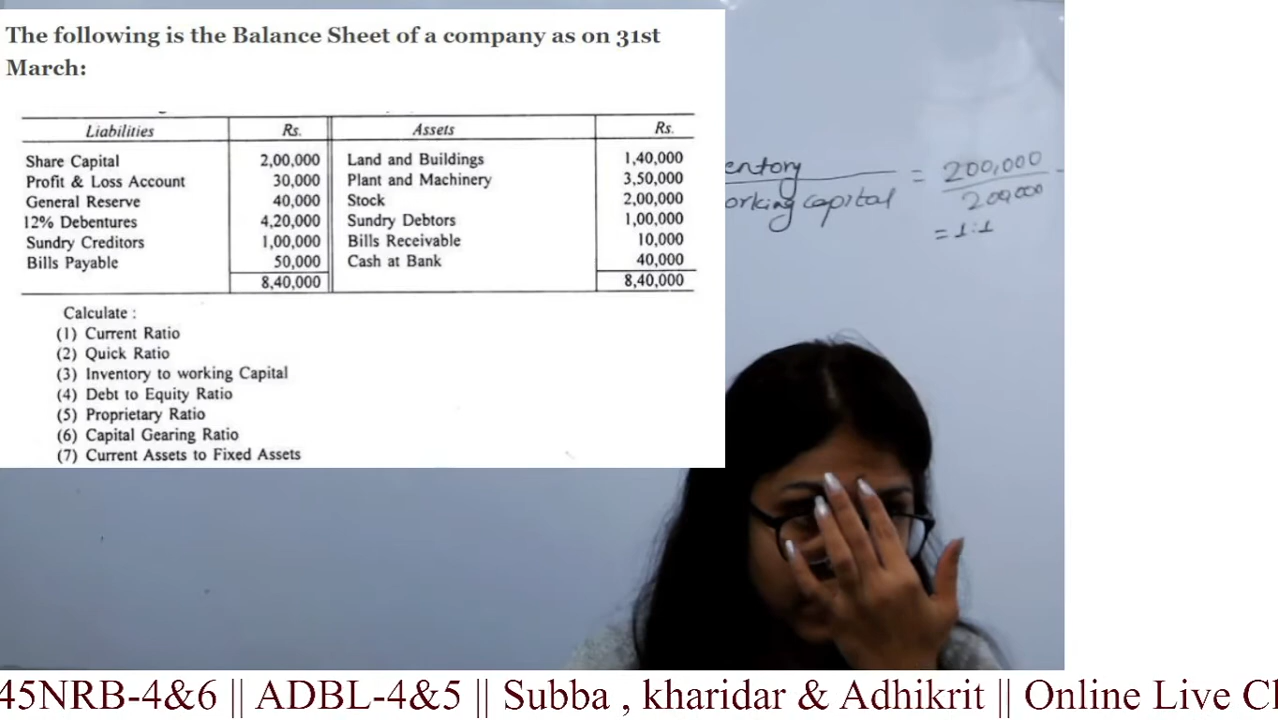 The following is the Balance Sheet of a company as on 31st
March:
Liabilities Rs. Assets Rs.
Share Capital 2,00,000 Land and Buildings 1,40,000
Profit & Loss Account 30,000 Plant and Machinery 3,50,000
General Reserve 40,000 Stock 2,00,000
12% Debentures 4,20,000 Sundry Debtors 1,00,000
Sundry Creditors 1,00,000 Bills Receivable 10,000
Bills Payable 50,000 Cash at Bank 40,000
8,40,000 8,40,000
Calculate :
(1) Current Ratio
(2) Quick Ratio
(3) Inventory to working Capital
(4) Debt to Equity Ratio
(5) Proprietary Ratio
(6) Capital Gearing Ratio
(7) Current Assets to Fixed Assets
entory = 200,000
orking capital 200,000
= 1:1
45NRB-4&6 || ADBL-4&5 || Subba , kharidar & Adhikrit || Online Live Cl